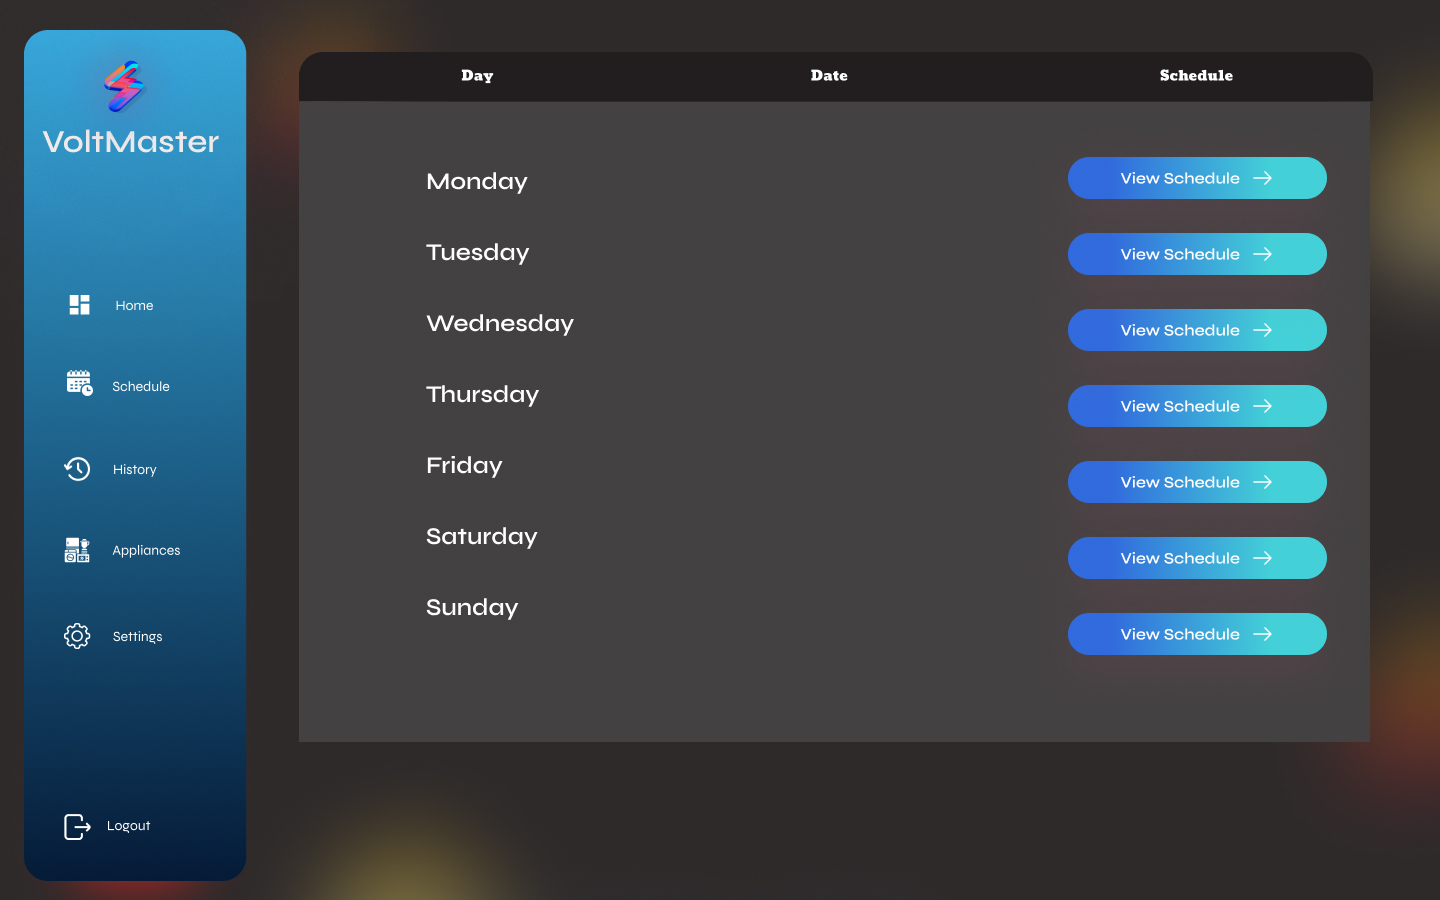 VoltMaster
Home
Schedule
History
Appliances
Settings
Logout
Day Date Schedule
Monday View Schedule
Tuesday View Schedule
Wednesday View Schedule
Thursday View Schedule
Friday View Schedule
Saturday View Schedule
Sunday View Schedule